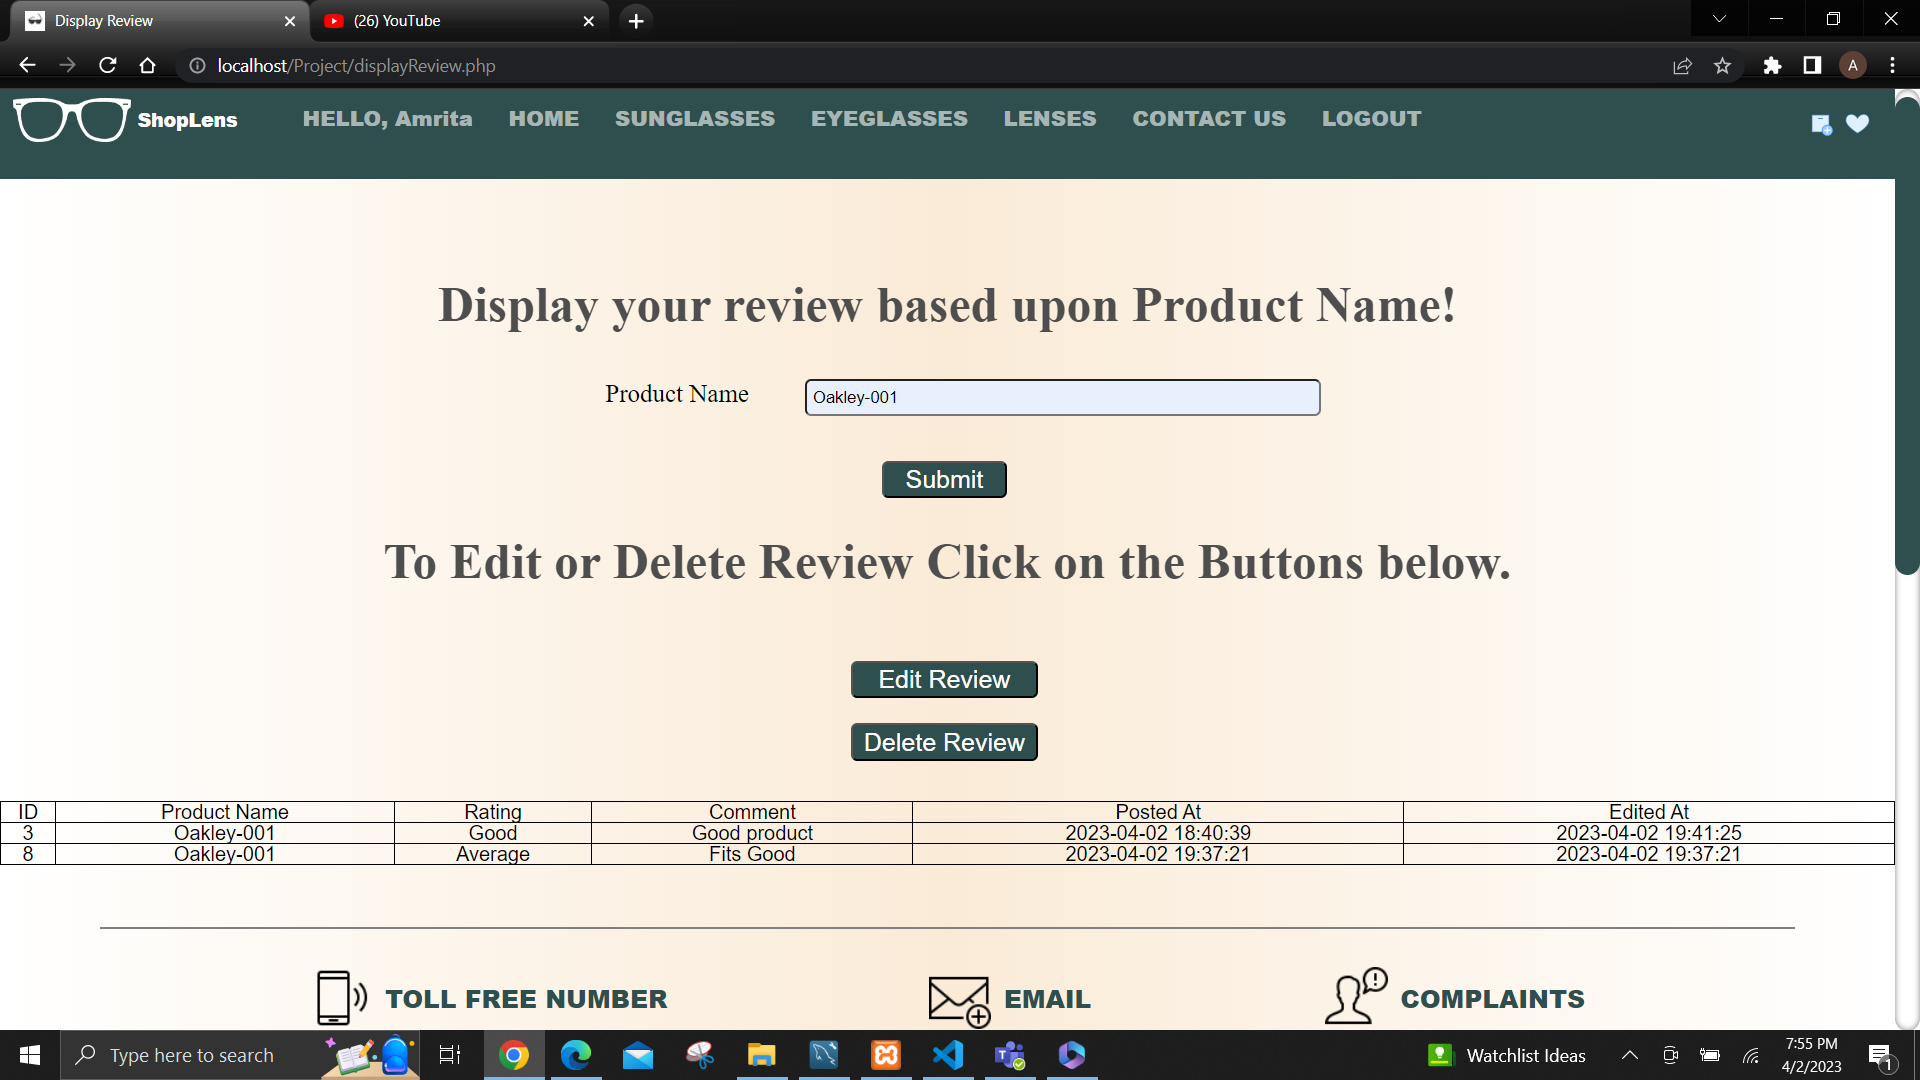 Display Review
(26) YouTube
localhost/Project/displayReview.php
A
ShopLens
HELLO, Amrita
HOME
SUNGLASSES
EYEGLASSES
LENSES
CONTACT US
LOGOUT
Display your review based upon Product Name!
Product Name
Oakley-001
Submit
To Edit or Delete Review Click on the Buttons below.
Edit Review
Delete Review
ID Product Name Rating Comment Posted At Edited At
3 Oakley-001 Good Good product 2023-04-02 18:40:39 2023-04-02 19:41:25
8 Oakley-001 Average Fits Good 2023-04-02 19:37:21 2023-04-02 19:37:21
TOLL FREE NUMBER
EMAIL
COMPLAINTS
Type here to search
Watchlist Ideas
7:55 PM
4/2/2023
1